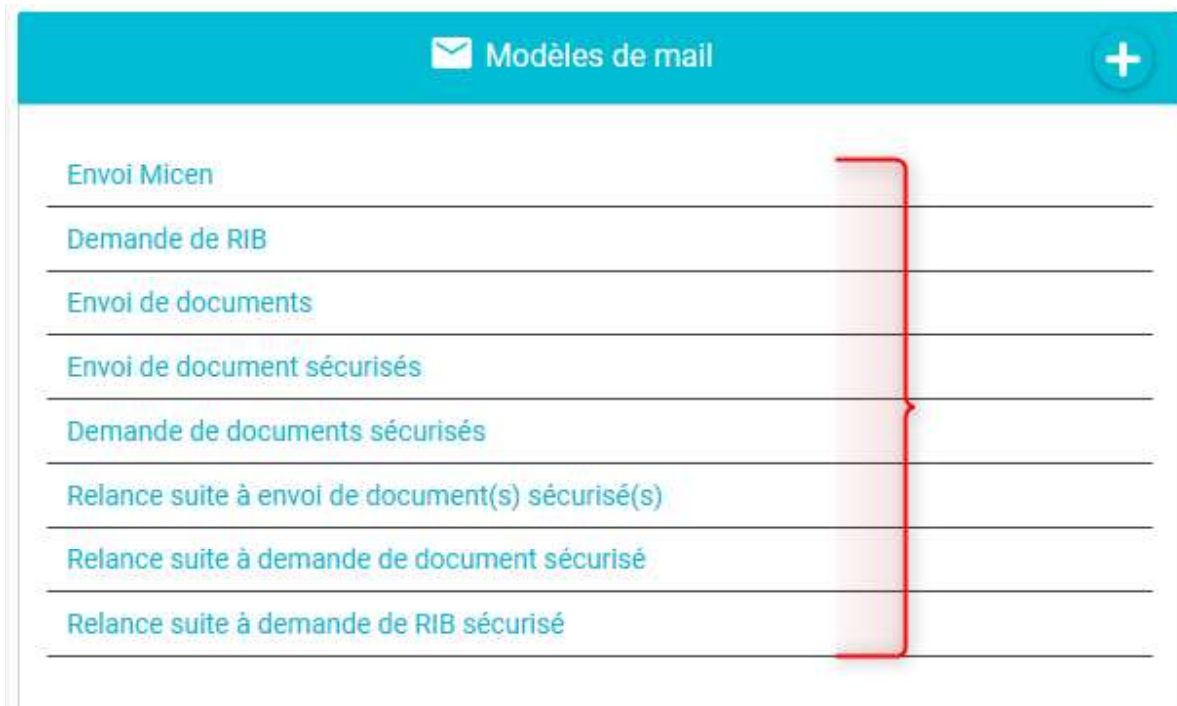 Modèles de mail
Envoi Micen
Demande de RIB
Envoi de documents
Envoi de document sécurisés
Demande de documents sécurisés
Relance suite à envoi de document(s) sécurisé(s)
Relance suite à demande de document sécurisé
Relance suite à demande de RIB sécurisé